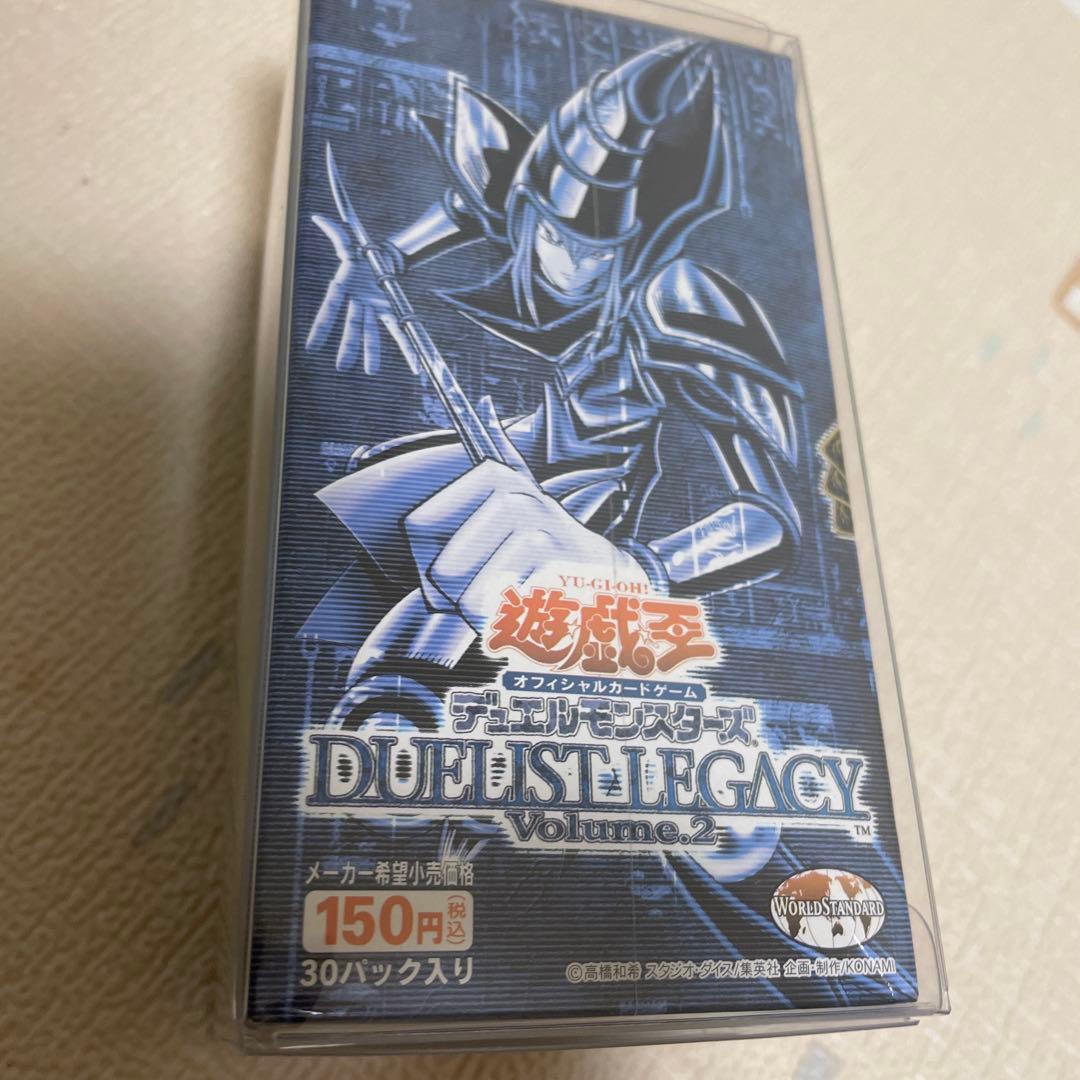 YU-GI-OH!
遊戯王
オフィシャルカードゲーム
デュエルモンスターズ
DUELIST LEGACY
TM
Volume.2
メーカー希望小売価格
150円(税込)
30パック入り
WORLD STANDARD
©高橋和希 スタジオ・ダイス/集英社 企画・制作/KONAMI